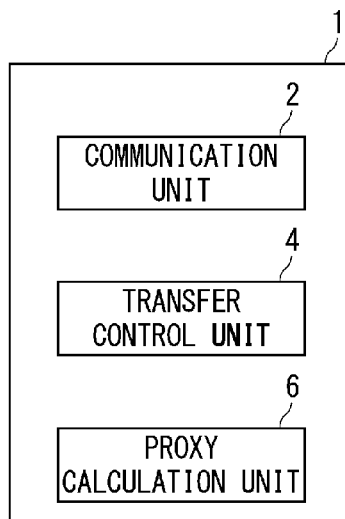 1
2
COMMUNICATION
UNIT
4
TRANSFER
CONTROL UNIT
6
PROXY
CALCULATION UNIT